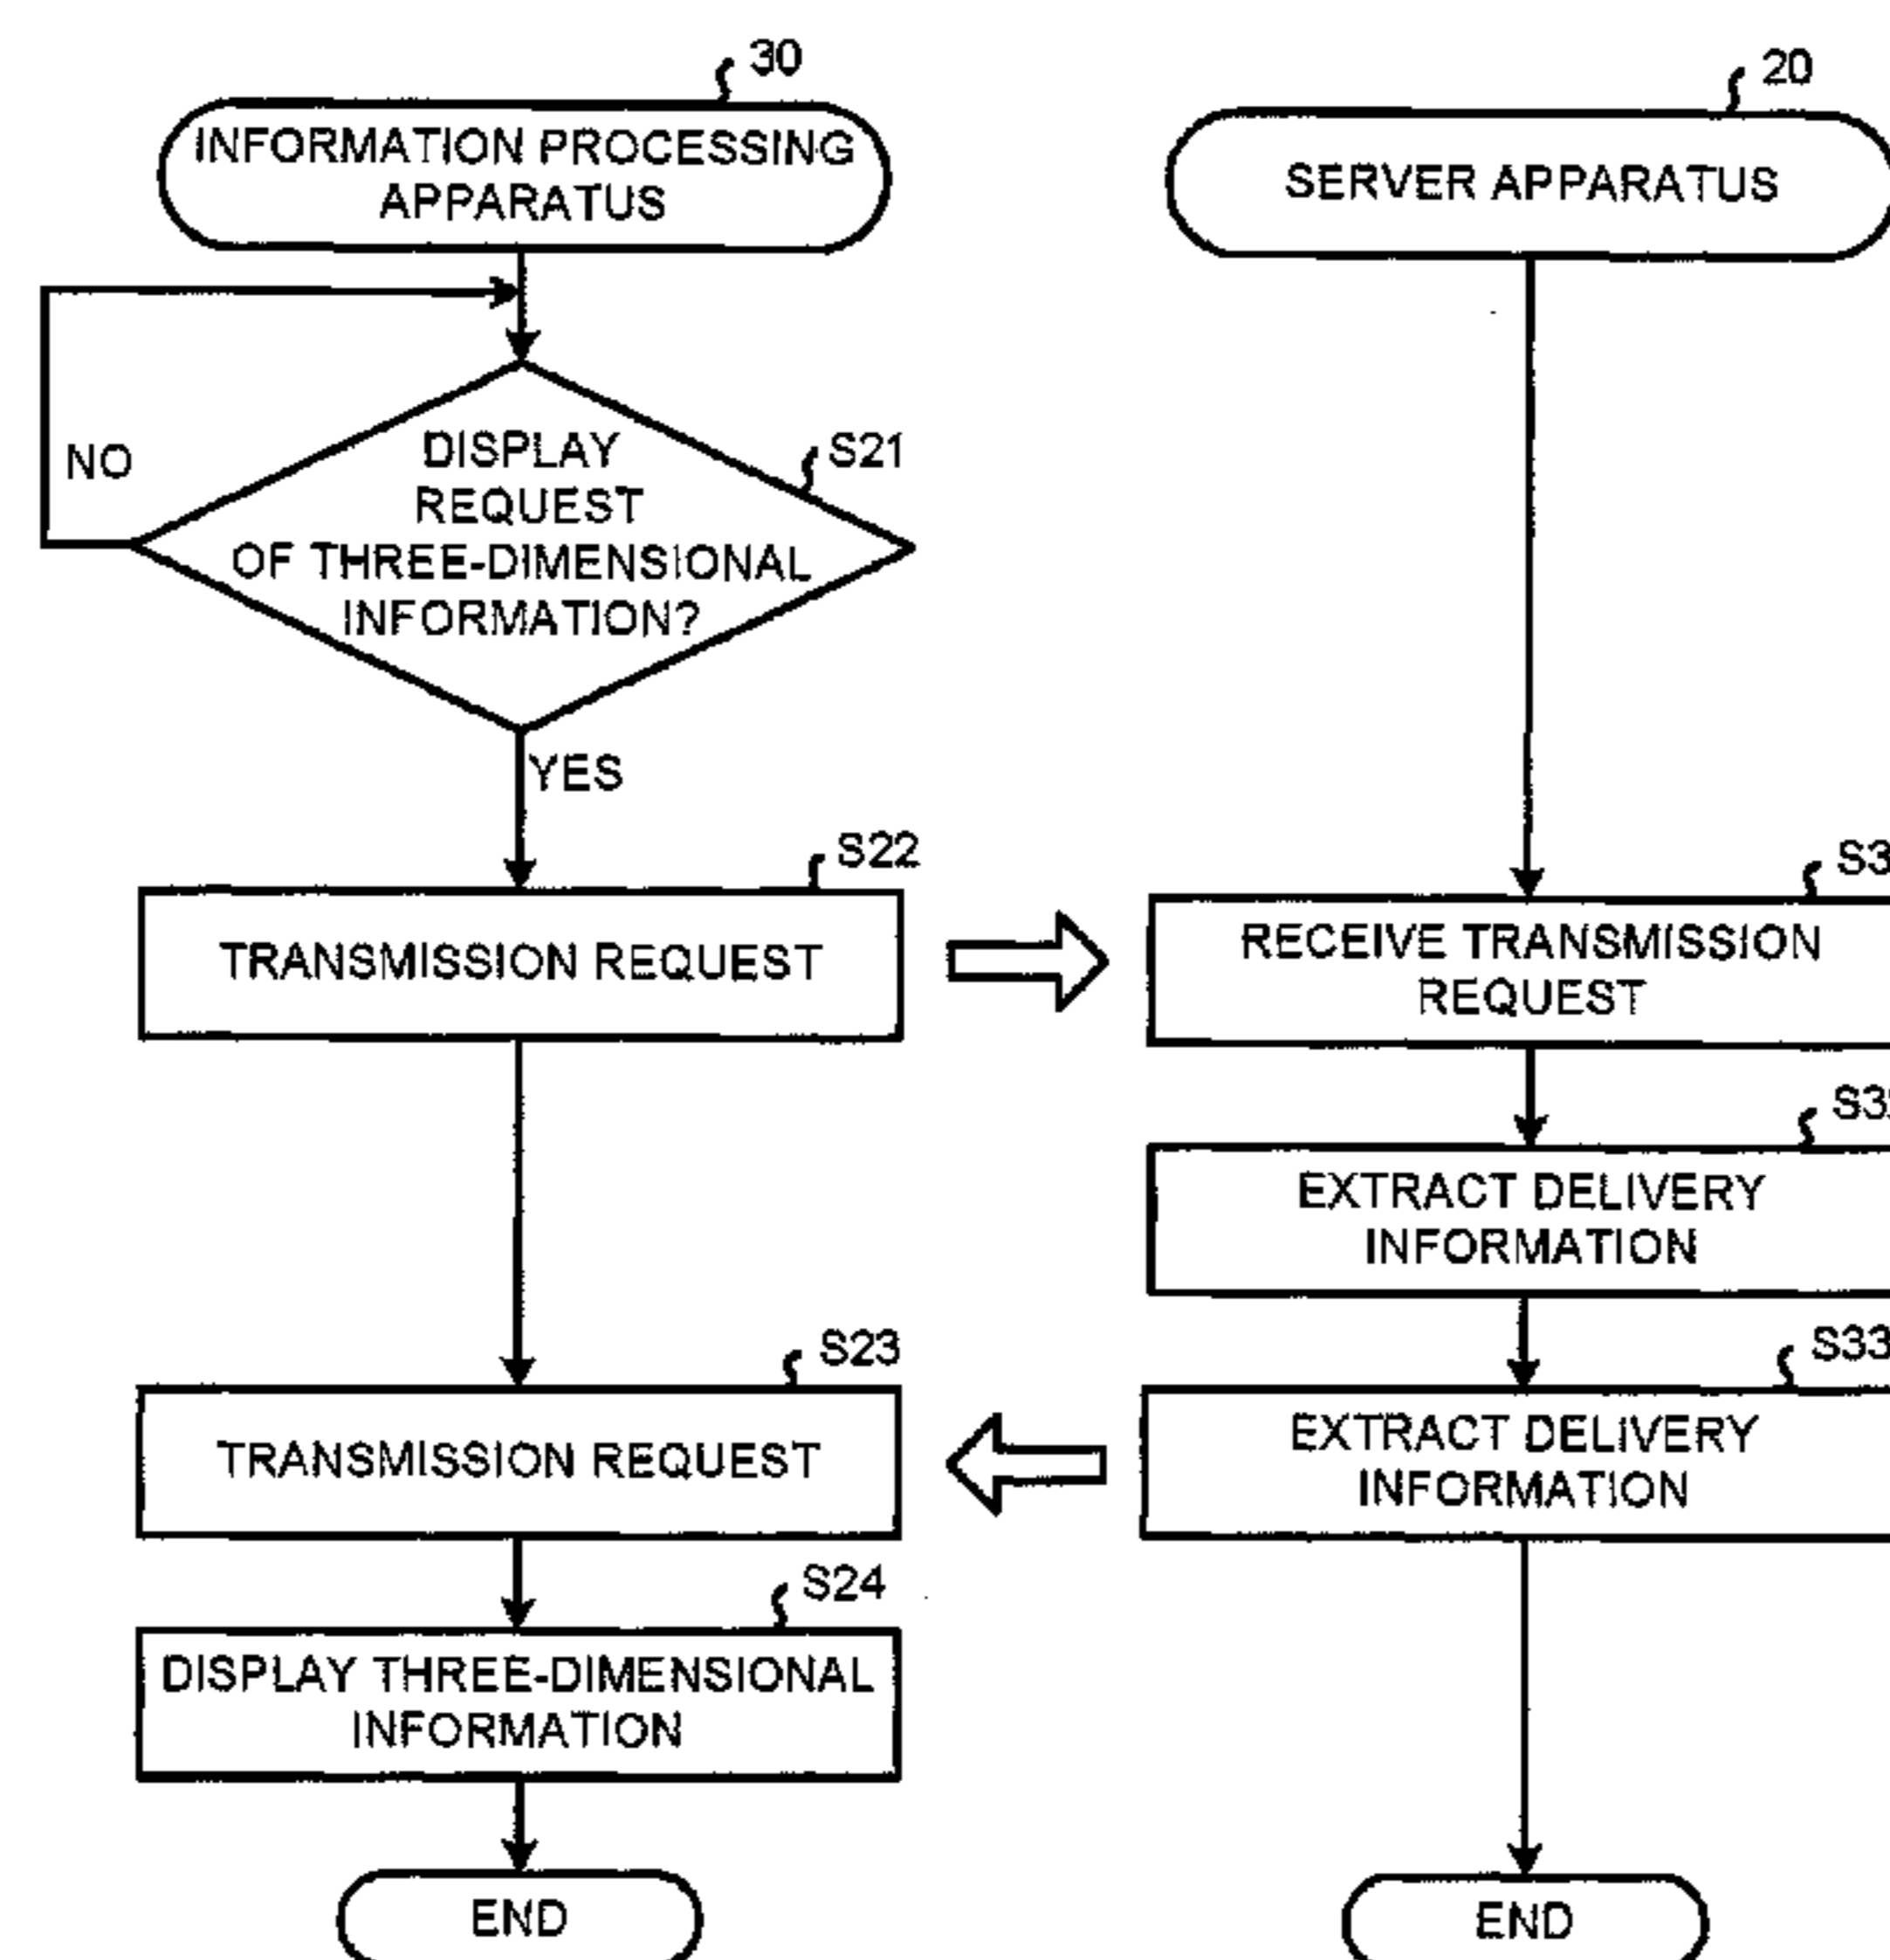 30
INFORMATION PROCESSING
APPARATUS
NO
DISPLAY
REQUEST
OF THREE-DIMENSIONAL
INFORMATION?
S21
YES
S22
TRANSMISSION REQUEST
S23
TRANSMISSION REQUEST
S24
DISPLAY THREE-DIMENSIONAL
INFORMATION
END
20
SERVER APPARATUS
RECEIVE TRANSMISSION
REQUEST
EXTRACT DELIVERY
INFORMATION
S33
EXTRACT DELIVERY
INFORMATION
END